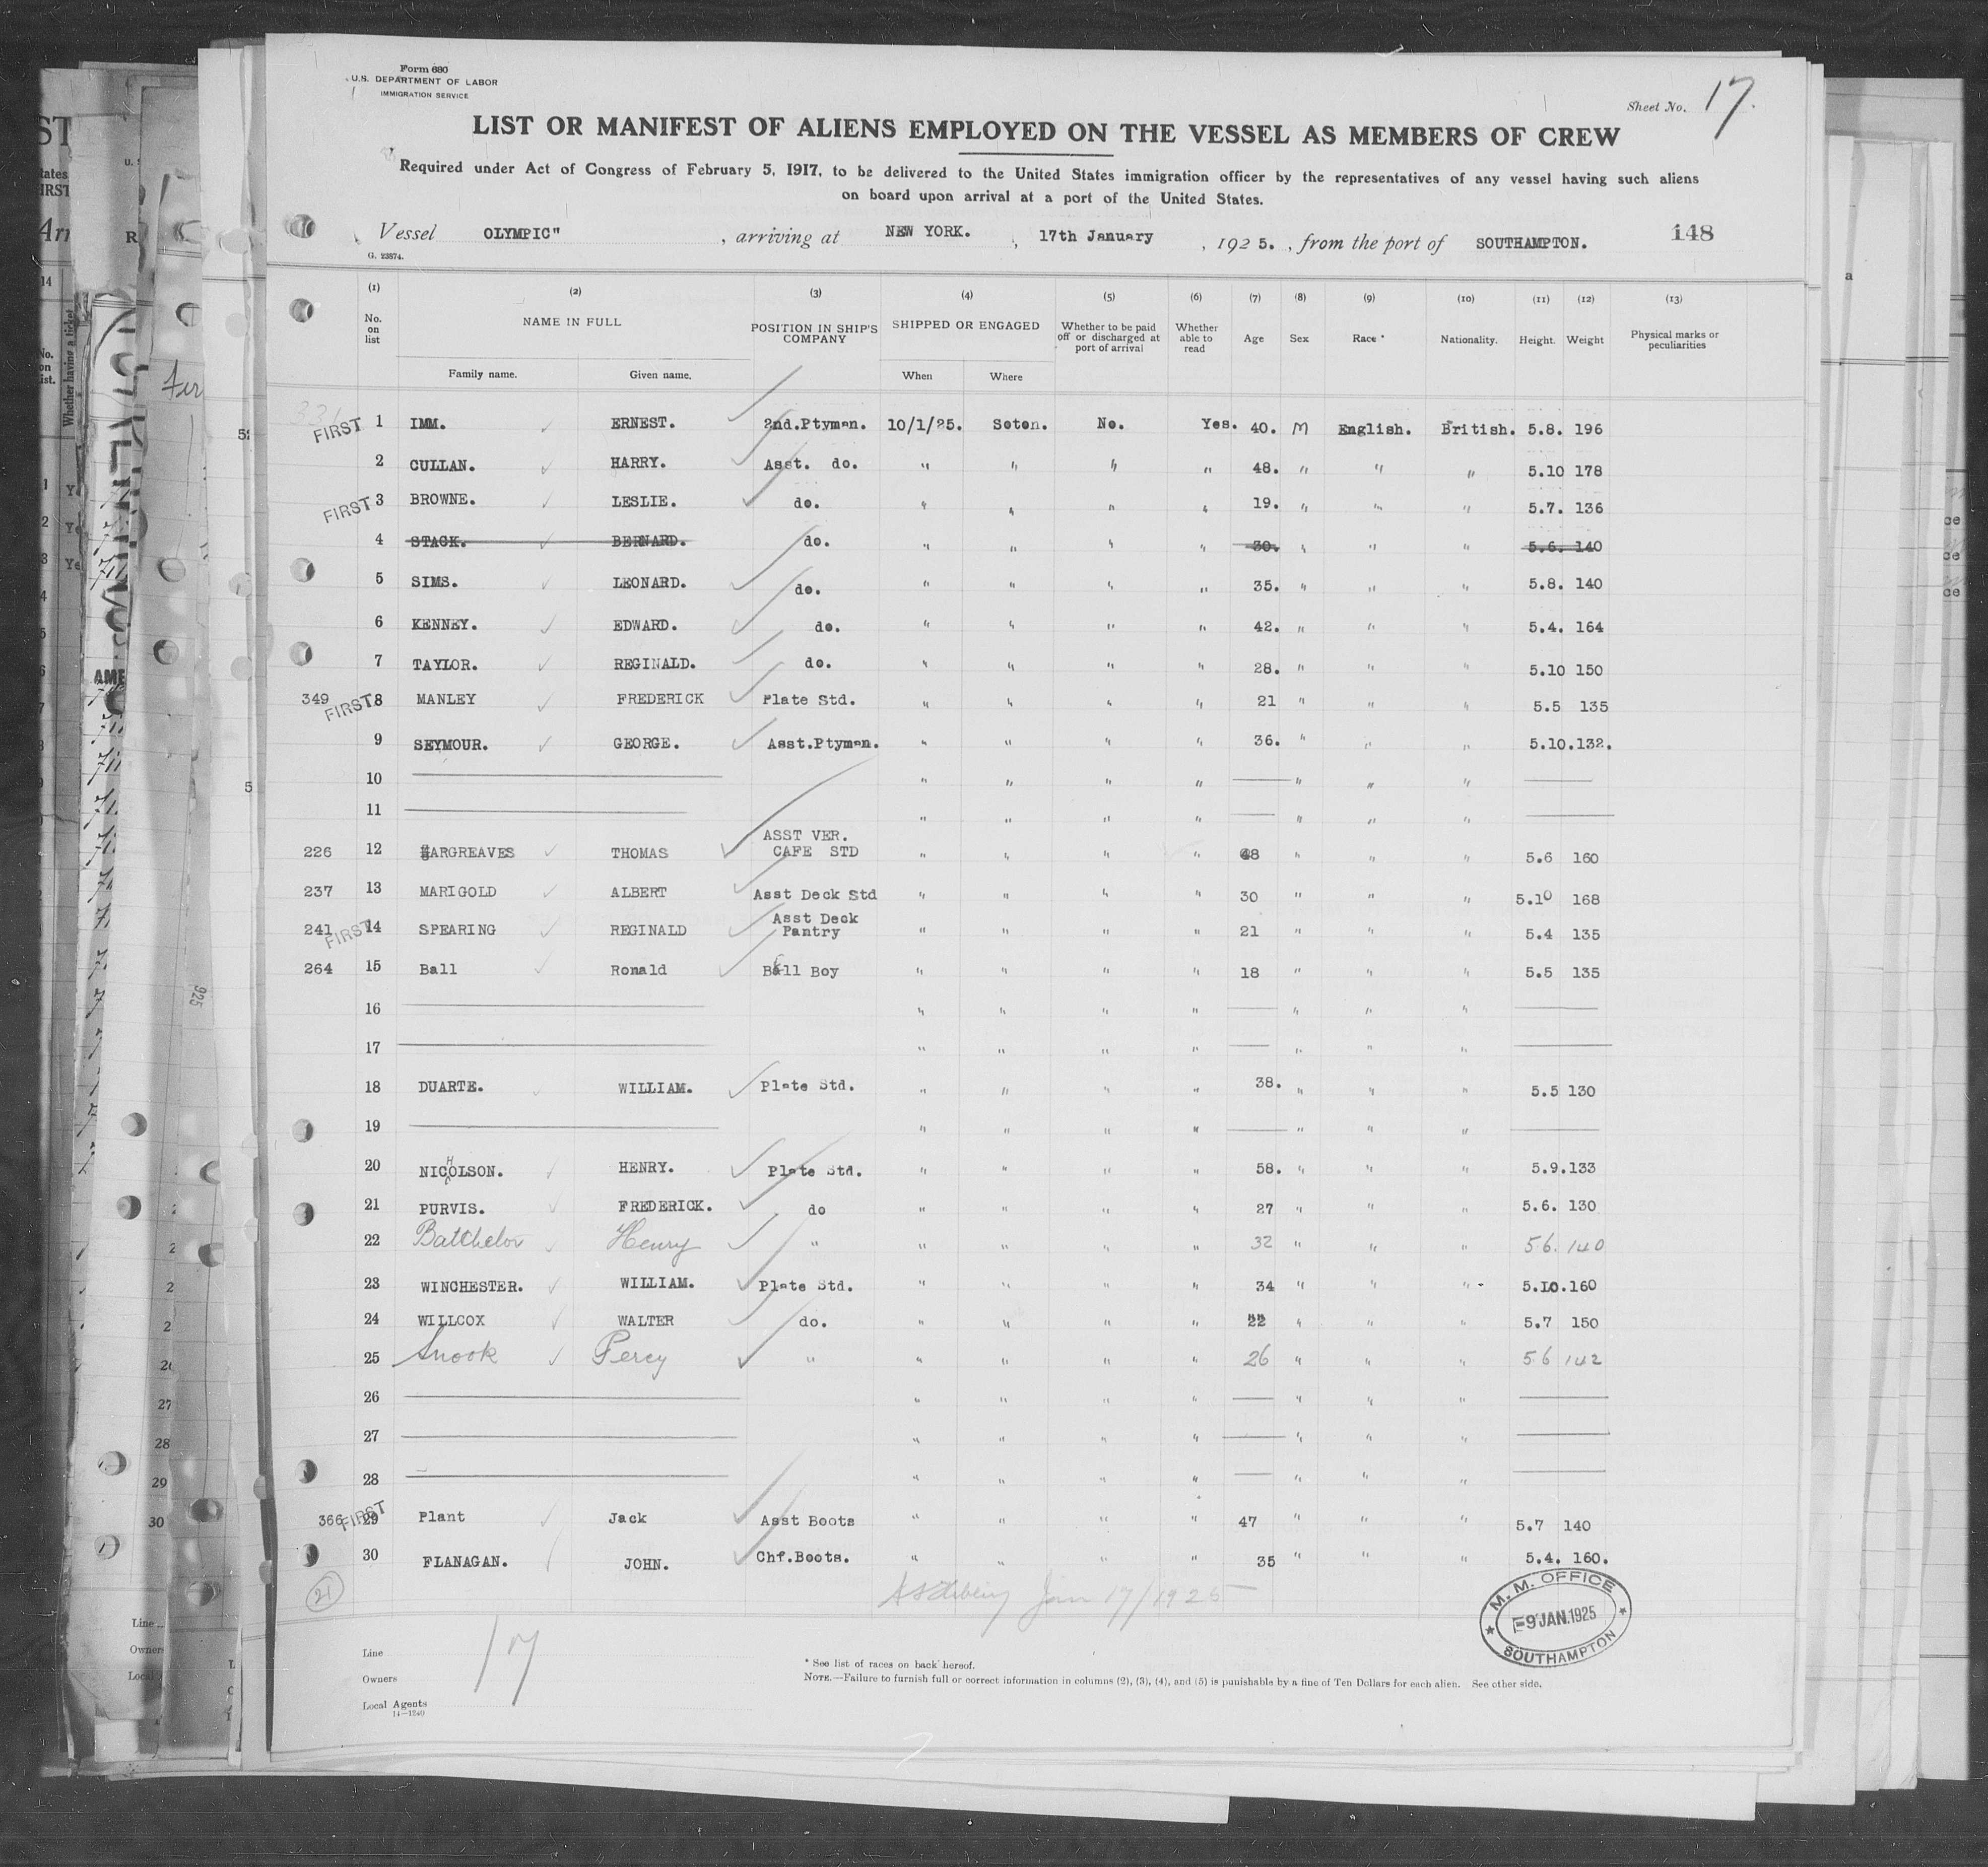 Form 680
U.S. DEPARTMENT OF LABOR
IMMIGRATION SERVICE
Sheet No. 17.
LIST OR MANIFEST OF ALIENS EMPLOYED ON THE VESSEL AS MEMBERS OF CREW
Required under Act of Congress of February 5, 1917, to be delivered to the United States immigration officer by the representatives of any vessel having such aliens
on board upon arrival at a port of the United States.
Vessel OLYMPIC" , arriving at NEW YORK. , 17th January , 1925. , from the port of SOUTHAMPTON. 148
G. 23874.
(1) (2) (3) (4) (5) (6) (7) (8) (9) (10) (11) (12) (13)
No. on list NAME IN FULL POSITION IN SHIP'S COMPANY SHIPPED OR ENGAGED Whether to be paid off or discharged at port of arrival Whether able to read Age Sex Race * Nationality. Height. Weight Physical marks or peculiarities
Family name. Given name. When Where
FIRST 1 IMM. ERNEST. 2nd.Ptyman. 10/1/25. Soton. No. Yes. 40. M English. British. 5.8. 196
2 CULLAN. HARRY. Asst. do. " " " " 48. " " " 5.10 178
FIRST 3 BROWNE. LESLIE. do. " " " " 19. " " " 5.7. 136
4 STACK. BERNARD. do. " " " " 30. " " " 5.6. 140
5 SIMS. LEONARD. do. " " " " 35. " " " 5.8. 140
6 KENNEY. EDWARD. do. " " " " 42. " " " 5.4. 164
7 TAYLOR. REGINALD. do. " " " " 28. " " " 5.10 150
349 FIRST 8 MANLEY FREDERICK Plate Std. " " " " 21 " " " 5.5 135
9 SEYMOUR. GEORGE. Asst.Ptyman. " " " " 36. " " " 5.10.132.
10 " " " " " " "
11 " " " " " " "
226 12 HARGREAVES THOMAS ASST VER. CAFE STD " " " " 48 " " " 5.6 160
237 13 MARIGOLD ALBERT Asst Deck Std " " " " 30 " " " 5.10 168
241 FIRST 14 SPEARING REGINALD Asst Deck Pantry " " " " 21 " " " 5.4 135
264 15 Ball Ronald Bell Boy " " " " 18 " " " 5.5 135
16 " " " " " " "
17 " " " " " " "
18 DUARTE. WILLIAM. Plate Std. " " " " 38. " " " 5.5 130
19 " " " " " " "
20 NICHOLSON. HENRY. Plate Std. " " " " 58. " " " 5.9.133
21 PURVIS. FREDERICK. do " " " " 27 " " " 5.6. 130
22 Batchelor Henry " " " " " 32 " " " 5 6. 140
23 WINCHESTER. WILLIAM. Plate Std. " " " " 34 " " " 5.10.160
24 WILLCOX WALTER do. " " " " 22 " " " 5.7 150
25 Snook Percy " " " " " 26 " " " 5 6 142
26 " " " " " " "
27 " " " " " " "
28 " " " " " " "
366 FIRST 29 Plant Jack Asst Boots " " " " 47 " " " 5.7 140
30 FLANAGAN. JOHN. Chf.Boots. " " " " 35 " " " 5.4. 160.
21
Jan 17/1925
M. M. OFFICE
9 JAN.1925
SOUTHAMPTON
Line 17
Owners
Local Agents
14—1240
* See list of races on back hereof.
NOTE.—Failure to furnish full or correct information in columns (2), (3), (4), and (5) is punishable by a fine of Ten Dollars for each alien. See other side.